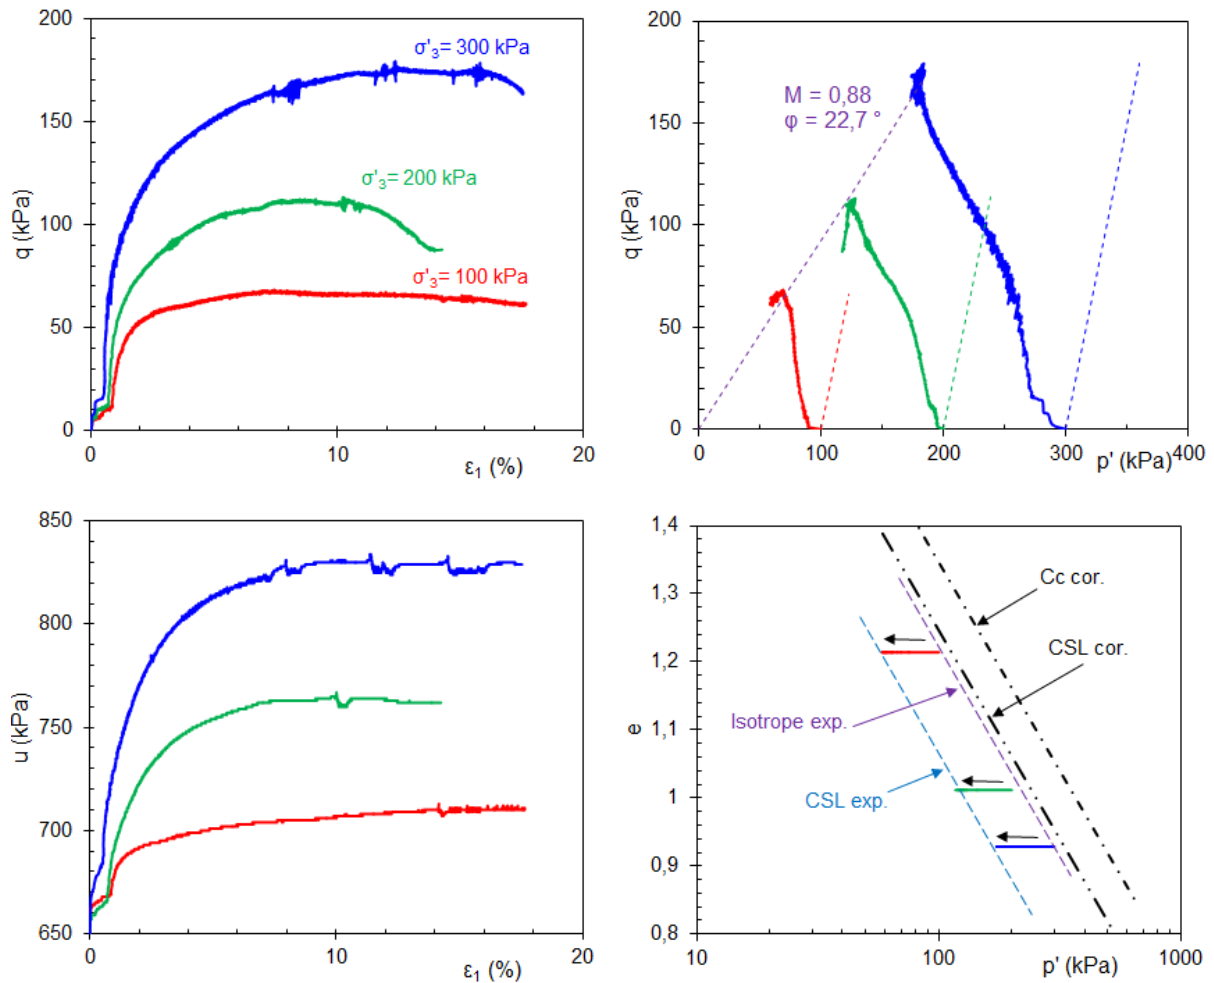 200
150
100
50
0
q (kPa)
σ'3= 300 kPa
σ'3= 200 kPa
σ'3= 100 kPa
0
10
20
ε1 (%)
200
150
100
50
0
q (kPa)
M = 0,88
φ = 22,7 °
0
100
200
300
400
p' (kPa)
850
800
750
700
650
u (kPa)
0
10
20
ε1 (%)
1,4
1,3
1,2
1,1
1
0,9
0,8
e
Cc cor.
CSL cor.
Isotrope exp.
CSL exp.
10
100
1000
p' (kPa)